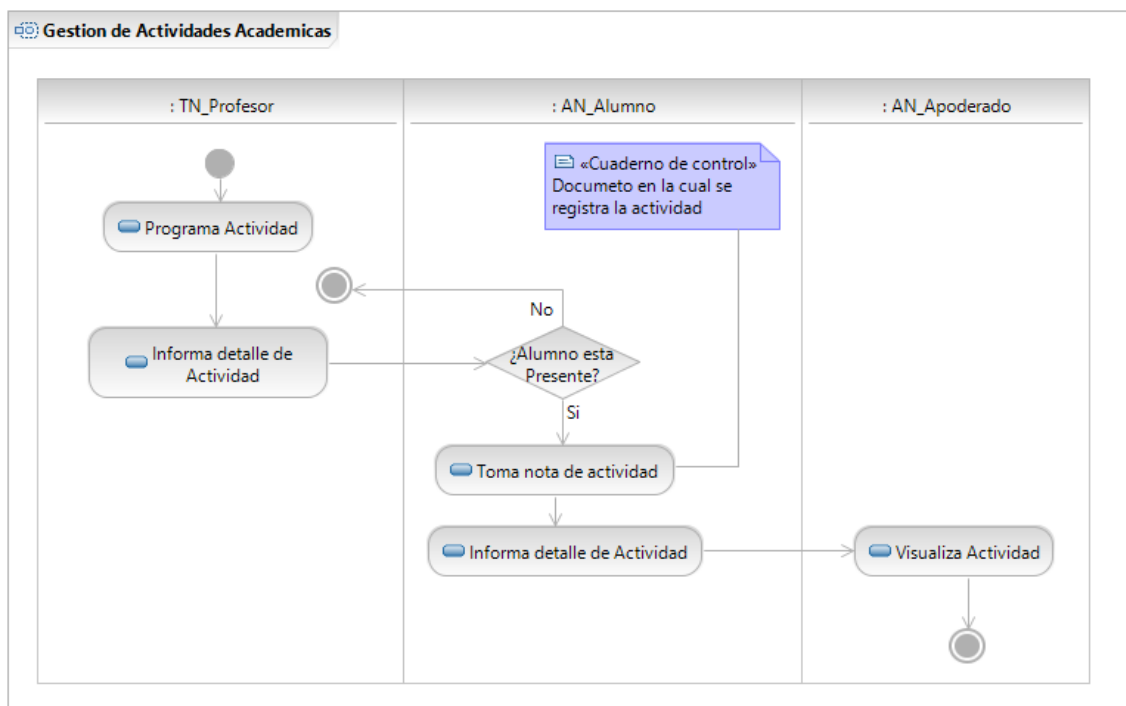 Gestion de Actividades Academicas
: TN_Profesor
: AN_Alumno
: AN_Apoderado
«Cuaderno de control»
Documeto en la cual se
registra la actividad
Programa Actividad
No
Informa detalle de
Actividad
¿Alumno esta
Presente?
Si
Toma nota de actividad
Informa detalle de Actividad
Visualiza Actividad